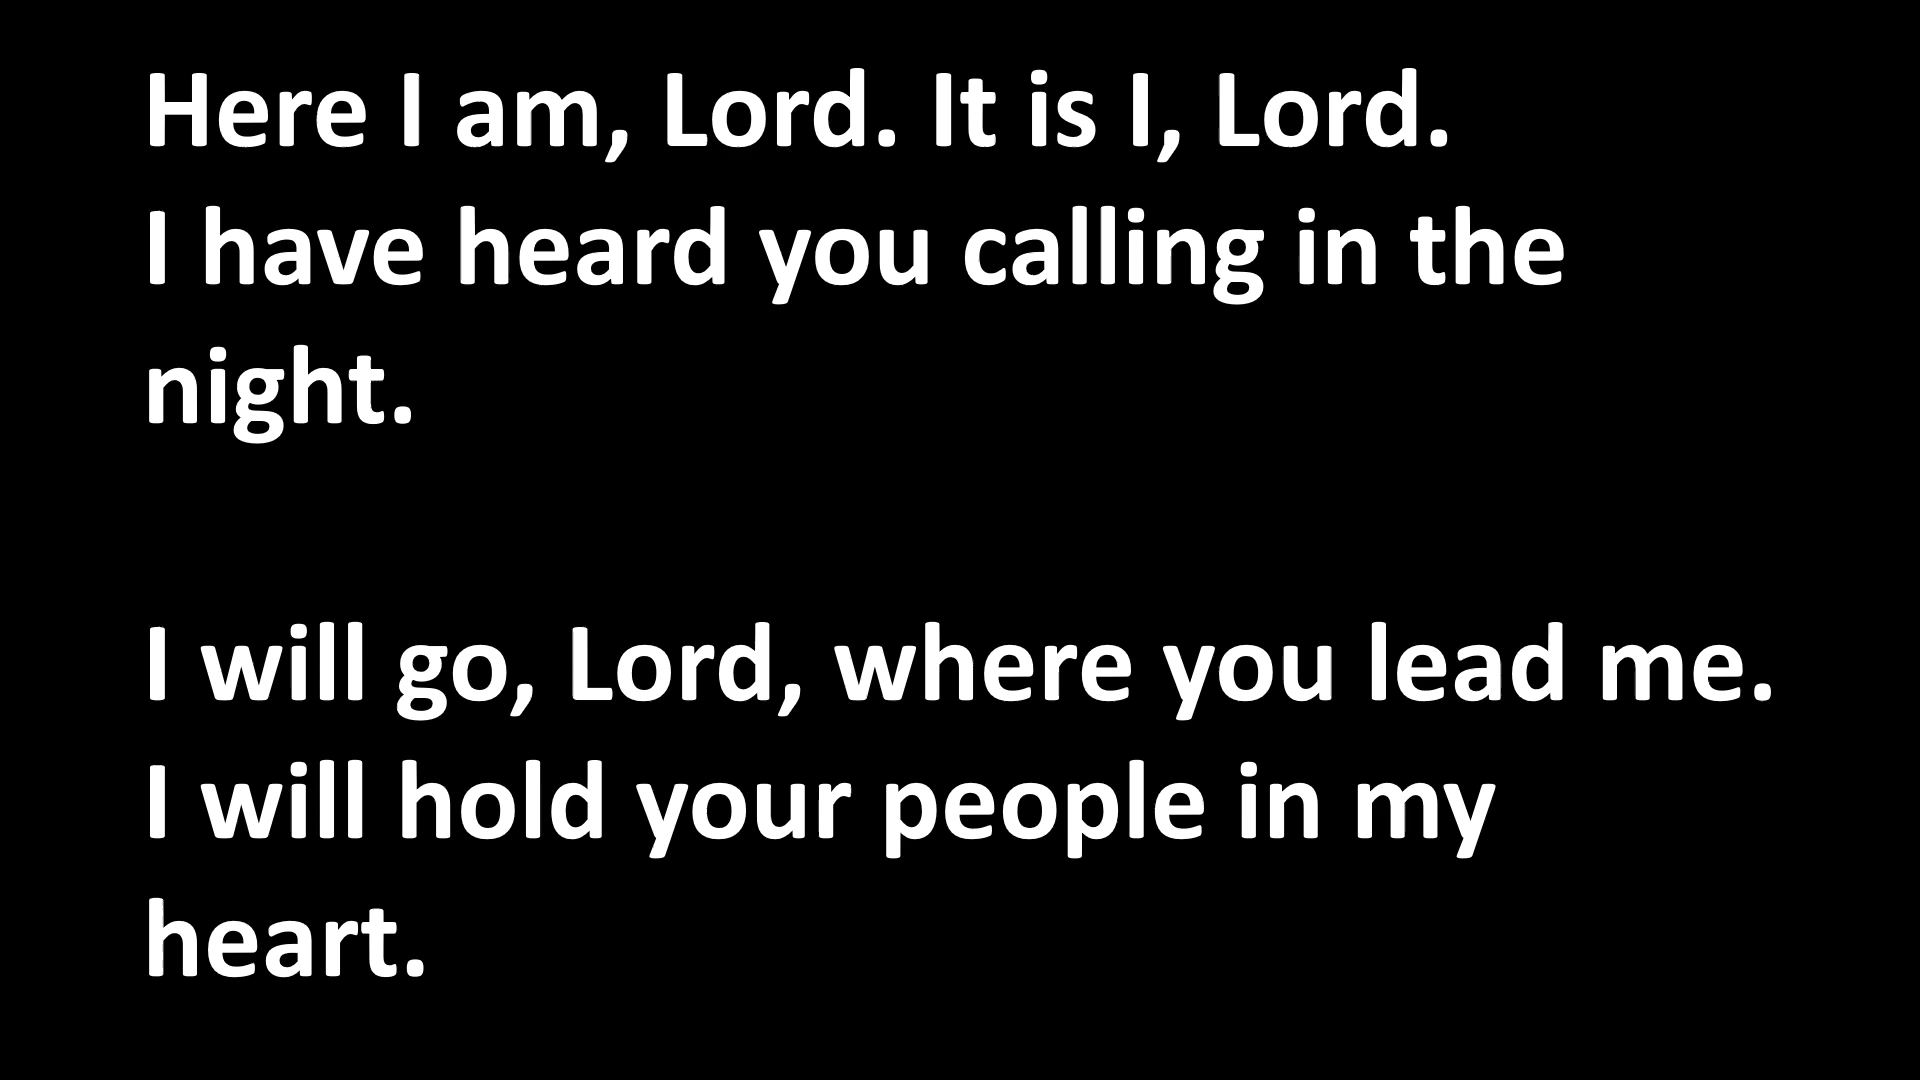 Here I am, Lord. It is I, Lord.
I have heard you calling in the
night.
I will go, Lord, where you lead me.
I will hold your people in my
heart.